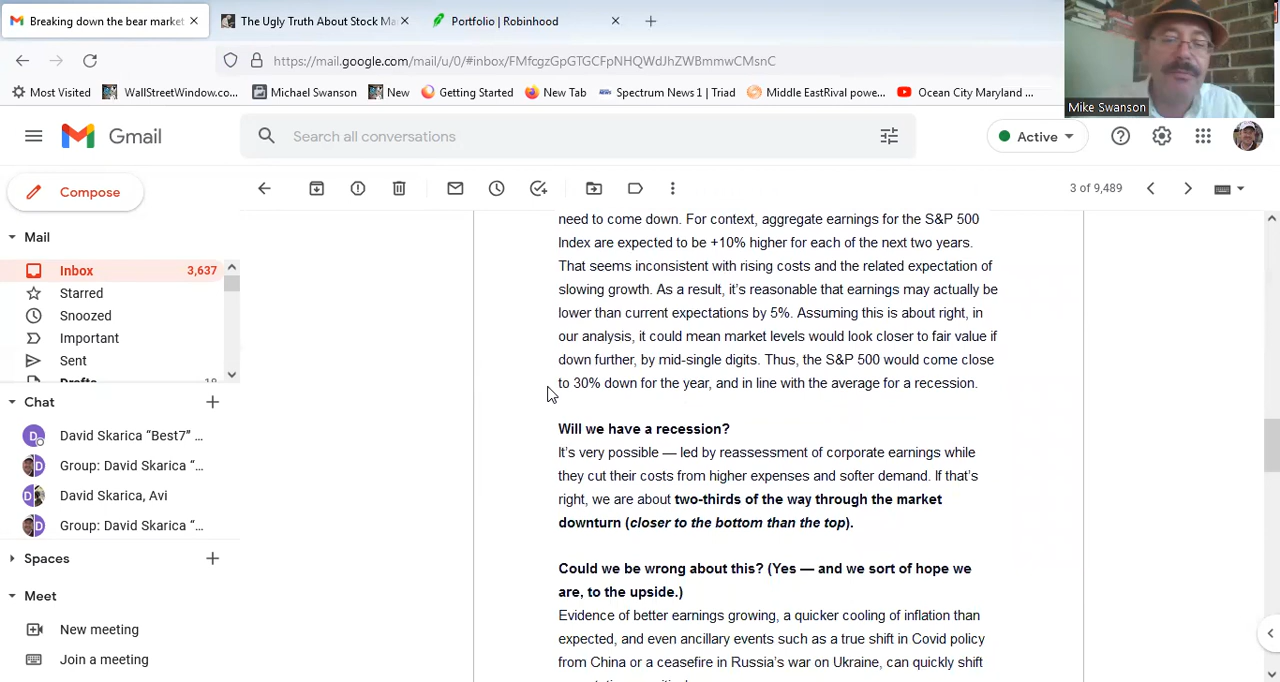 Breaking down the bear market
The Ugly Truth About Stock Ma
Portfolio | Robinhood
https://mail.google.com/mail/u/0/#inbox/FMfcgzGpGTGCFpNHQWdJhZWBmmwCMsnC
Most Visited
WallStreetWindow.co...
Michael Swanson
New
Getting Started
New Tab
Spectrum News 1 | Triad
Middle EastRival powe...
Ocean City Maryland ...
Mike Swanson
Gmail
Search all conversations
Active
Compose
3 of 9,489
Mail
Inbox 3,637
Starred
Snoozed
Important
Sent
Drafts 18
Chat
David Skarica “Best7” ...
Group: David Skarica “...
David Skarica, Avi
Group: David Skarica “...
Spaces
Meet
New meeting
Join a meeting
need to come down. For context, aggregate earnings for the S&P 500
Index are expected to be +10% higher for each of the next two years.
That seems inconsistent with rising costs and the related expectation of
slowing growth. As a result, it’s reasonable that earnings may actually be
lower than current expectations by 5%. Assuming this is about right, in
our analysis, it could mean market levels would look closer to fair value if
down further, by mid-single digits. Thus, the S&P 500 would come close
to 30% down for the year, and in line with the average for a recession.
Will we have a recession?
It’s very possible — led by reassessment of corporate earnings while
they cut their costs from higher expenses and softer demand. If that’s
right, we are about two-thirds of the way through the market
downturn (closer to the bottom than the top).
Could we be wrong about this? (Yes — and we sort of hope we
are, to the upside.)
Evidence of better earnings growing, a quicker cooling of inflation than
expected, and even ancillary events such as a true shift in Covid policy
from China or a ceasefire in Russia’s war on Ukraine, can quickly shift